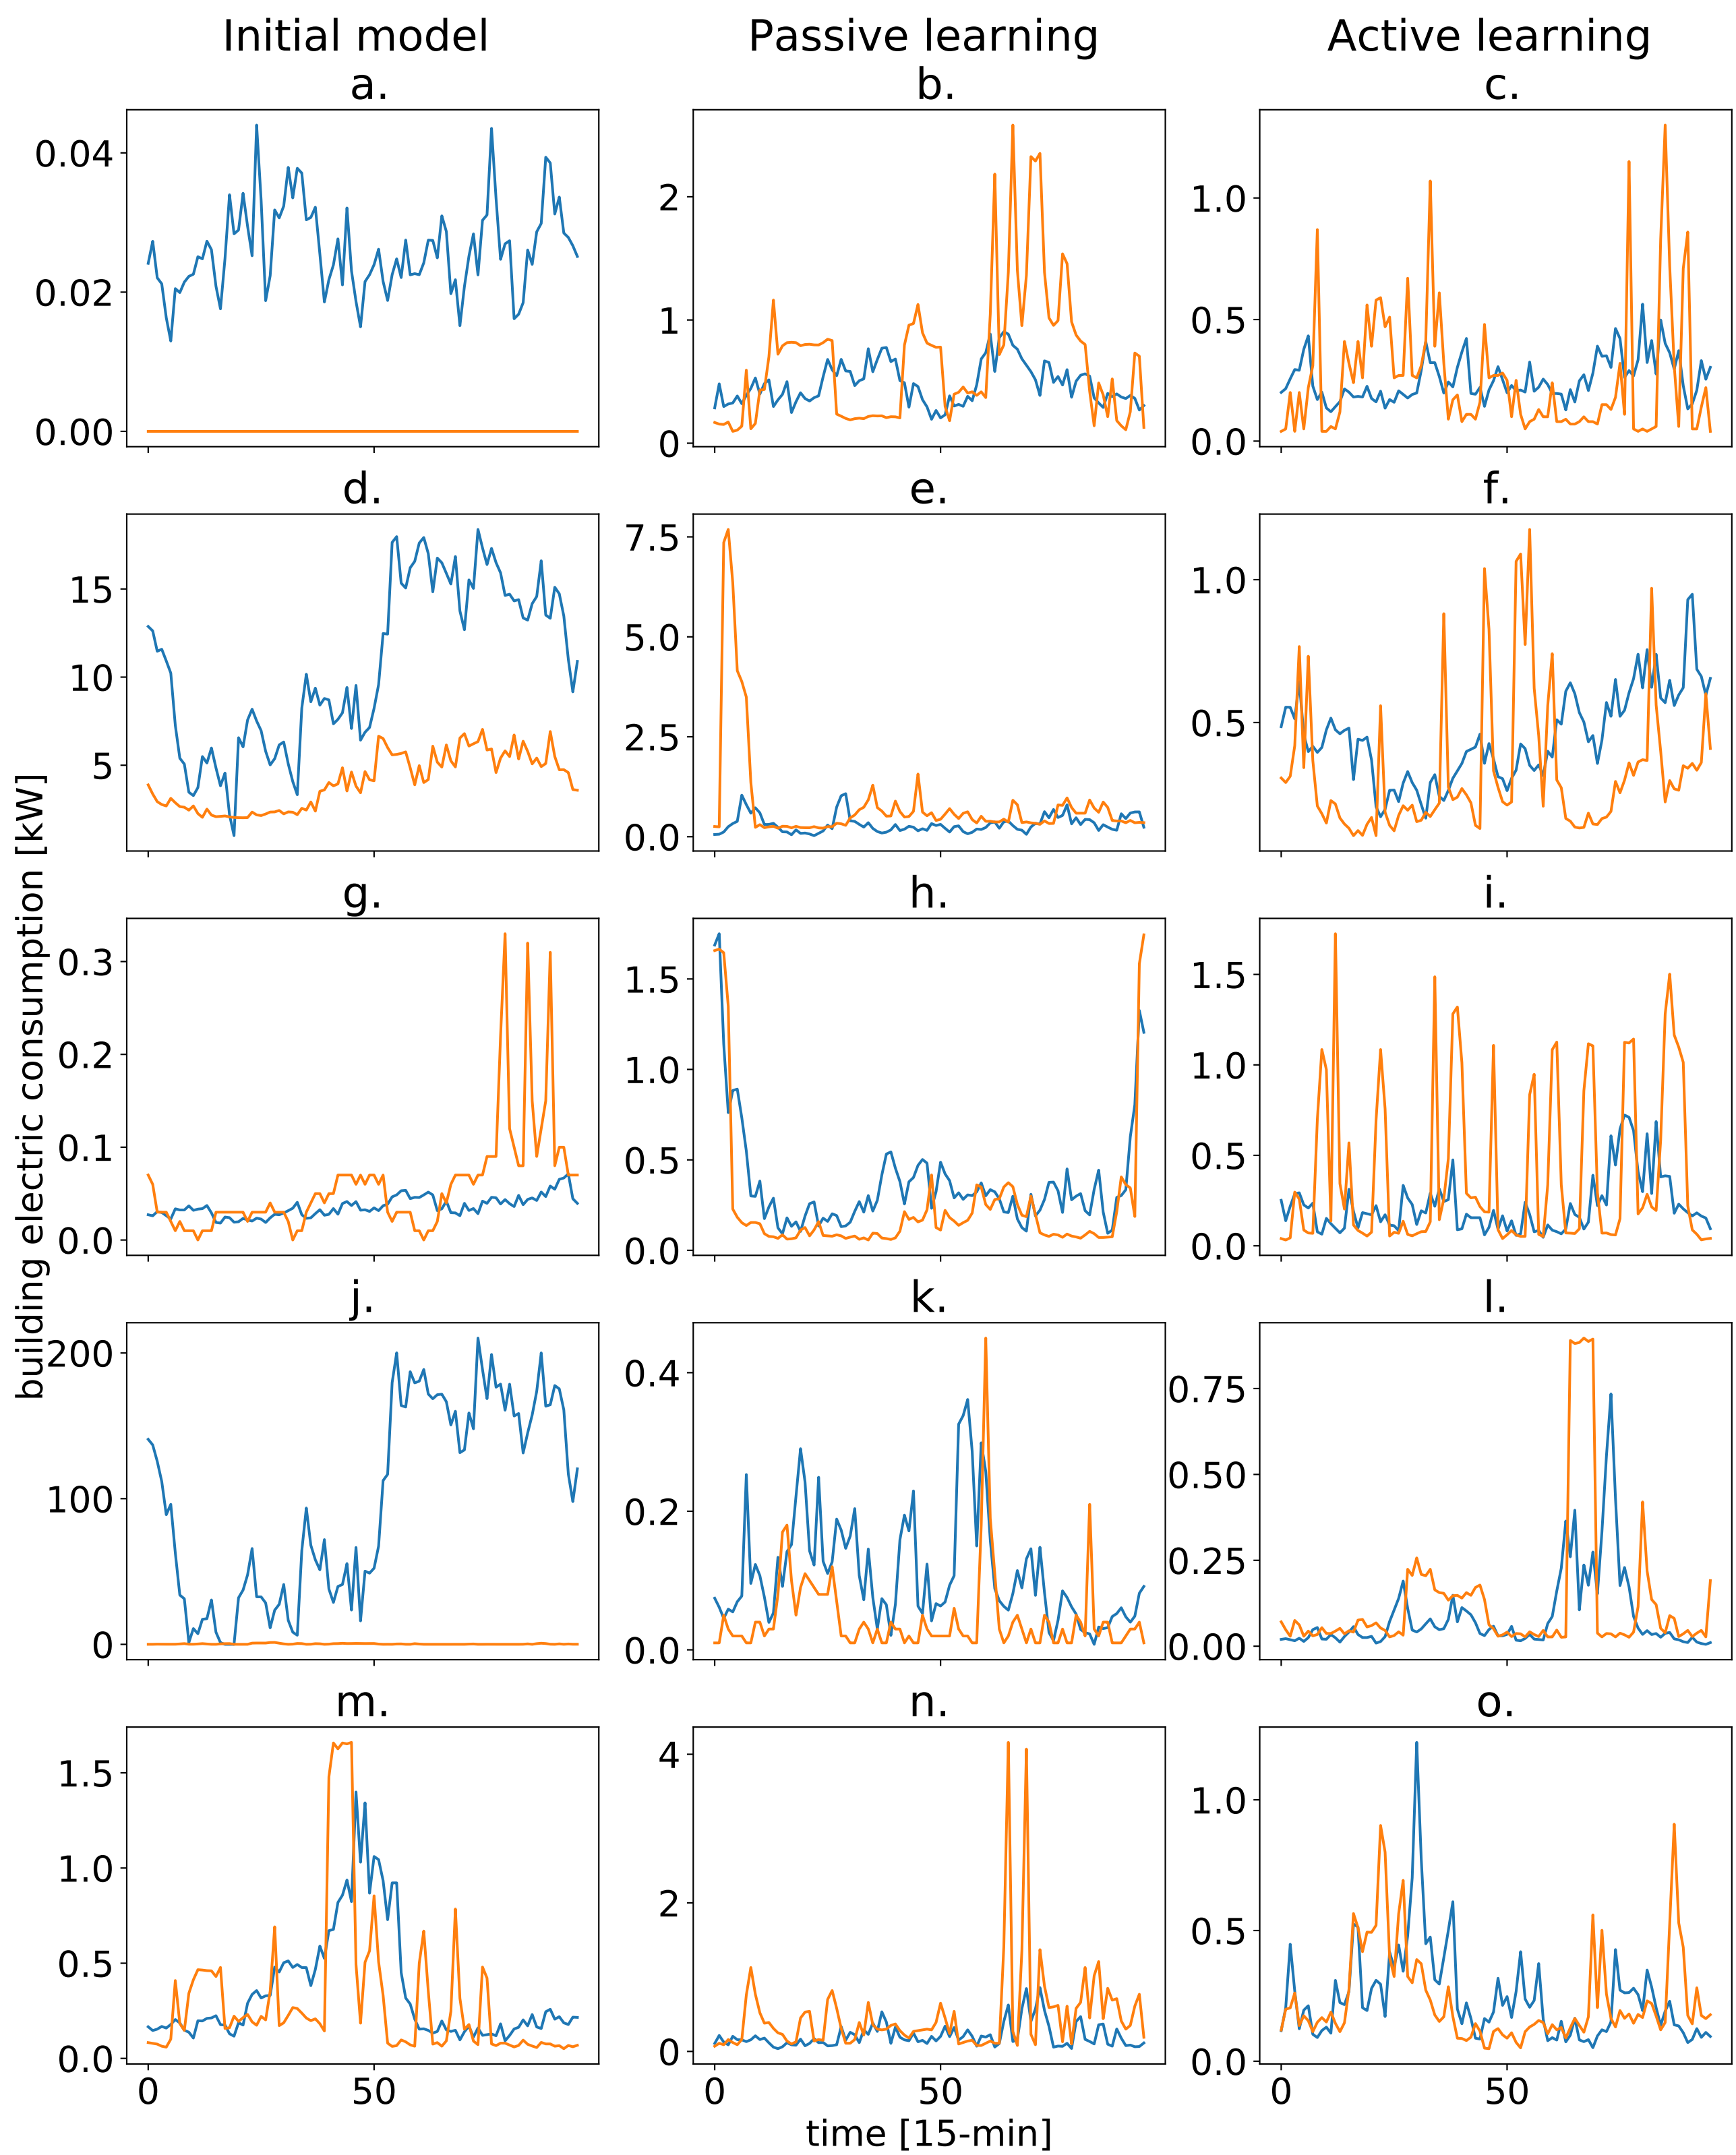 Initial model
Passive learning
Active learning
a.
b.
c.
0.04
0.02
0.00
2
1
0
1.0
0.5
0.0
d.
e.
f.
15
10
5
7.5
5.0
2.5
0.0
1.0
0.5
g.
h.
i.
0.3
0.2
0.1
0.0
1.5
1.0
0.5
0.0
1.5
1.0
0.5
0.0
building electric consumption [kW]
j.
k.
l.
200
100
0
0.4
0.2
0.0
0.75
0.50
0.25
0.00
m.
n.
o.
1.5
1.0
0.5
0.0
4
2
0
1.0
0.5
0.0
0
50
0
50
0
50
time [15-min]